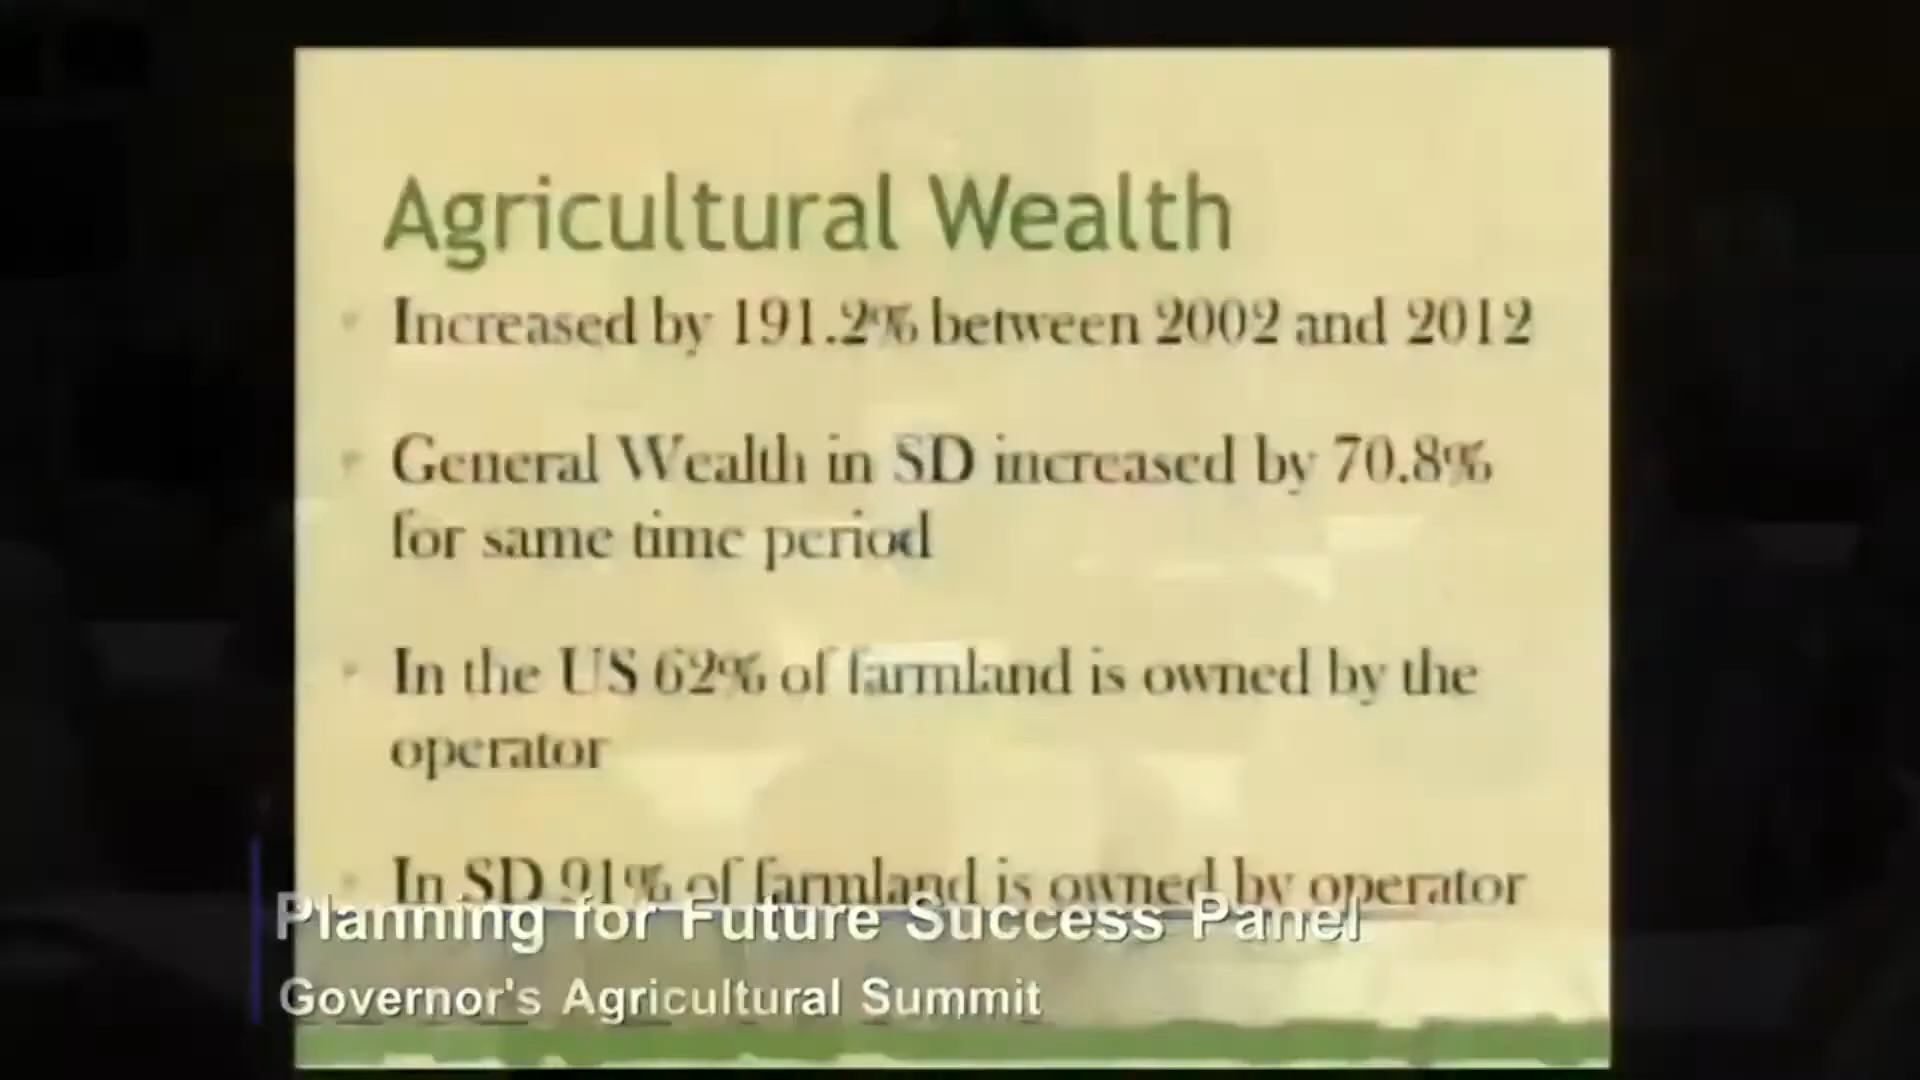 Agricultural Wealth
Increased by 191.2% between 2002 and 2012
General Wealth in SD increased by 70.8%
for same time period
In the US 62% of farmland is owned by the
operator
In SD 91% of farmland is owned by operator
Planning for Future Success Panel
Governor's Agricultural Summit